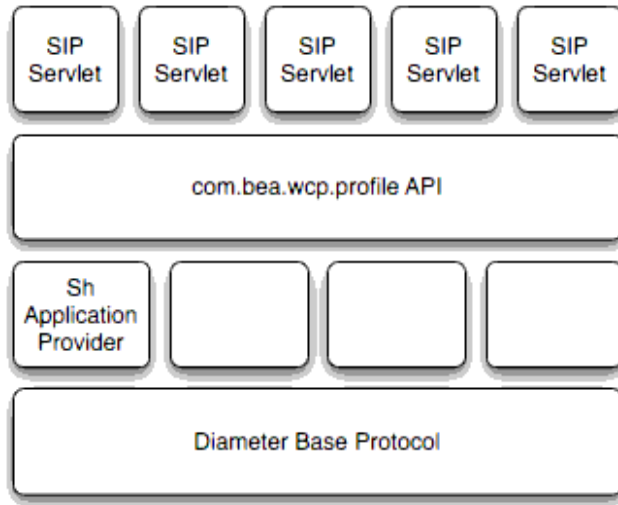 SIP
Servlet
SIP
Servlet
SIP
Servlet
SIP
Servlet
SIP
Servlet
com.bea.wcp.profile API
Sh
Application
Provider
Diameter Base Protocol